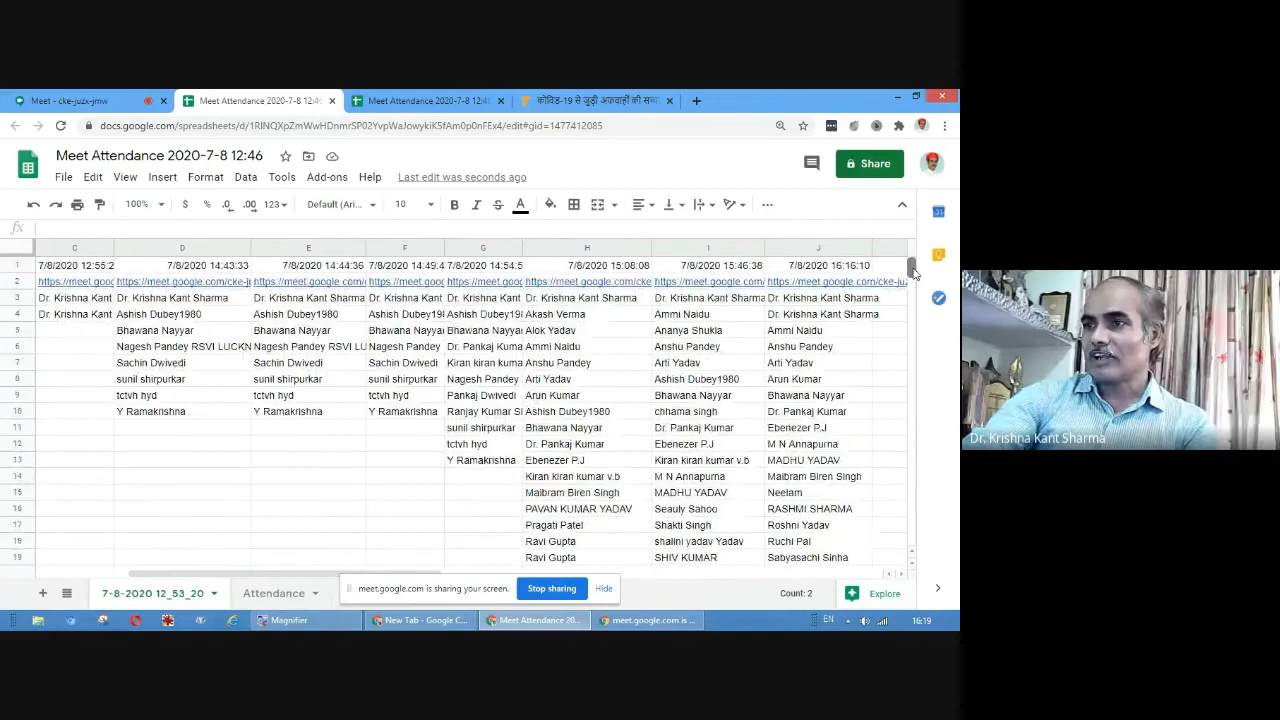 Meet - cke-juzx-jmw
Meet Attendance 2020-7-8 12:46
Meet Attendance 2020-7-8 12:4
कोविड-19 से जुड़ी अफवाहों की सच्च
docs.google.com/spreadsheets/d/1RlNQXpZmWwHDnmrSP02YvpWaJowykiK5fAm0p0nFEx4/edit#gid=1477412085
Meet Attendance 2020-7-8 12:46
Share
File Edit View Insert Format Data Tools Add-ons Help Last edit was seconds ago
100% $ % .0 .00 123 Default (Ari... 10 B I S A
fx
C D E F G H I J
1 7/8/2020 12:55:2 7/8/2020 14:43:33 7/8/2020 14:44:36 7/8/2020 14:49:4 7/8/2020 14:54:5 7/8/2020 15:08:08 7/8/2020 15:46:38 7/8/2020 16:16:10
2 https://meet.goog https://meet.google.com/cke-j https://meet.google.com/ https://meet.goo https://meet.goog https://meet.google.com/cke https://meet.google.com/ https://meet.google.com/cke-juz
3 Dr. Krishna Kant Dr. Krishna Kant Sharma Dr. Krishna Kant Sharma Dr. Krishna Kant Dr. Krishna Kant Dr. Krishna Kant Sharma Dr. Krishna Kant Sharma Dr. Krishna Kant Sharma
4 Dr. Krishna Kant Ashish Dubey1980 Ashish Dubey1980 Ashish Dubey198 Ashish Dubey198 Akash Verma Ammi Naidu Dr. Krishna Kant Sharma
5 Bhawana Nayyar Bhawana Nayyar Bhawana Nayyar Bhawana Nayyar Alok Yadav Ananya Shukla Ammi Naidu
6 Nagesh Pandey RSVI LUCKN Nagesh Pandey RSVI LU Nagesh Pandey Dr. Pankaj Kuma Ammi Naidu Anshu Pandey Anshu Pandey
7 Sachin Dwivedi Sachin Dwivedi Sachin Dwivedi Kiran kiran kuma Anshu Pandey Arti Yadav Arti Yadav
8 sunil shirpurkar sunil shirpurkar sunil shirpurkar Nagesh Pandey Arti Yadav Ashish Dubey1980 Arun Kumar
9 tctvh hyd tctvh hyd tctvh hyd Pankaj Dwivedi Arun Kumar Bhawana Nayyar Bhawana Nayyar
10 Y Ramakrishna Y Ramakrishna Y Ramakrishna Ranjay Kumar Si Ashish Dubey1980 chhama singh Dr. Pankaj Kumar
11 sunil shirpurkar Bhawana Nayyar Dr. Pankaj Kumar Ebenezer P.J
12 tctvh hyd Dr. Pankaj Kumar Ebenezer P.J M N Annapurna
13 Y Ramakrishna Ebenezer P.J Kiran kiran kumar v.b MADHU YADAV
14 Kiran kiran kumar v.b M N Annapurna Maibram Biren Singh
15 Maibram Biren Singh MADHU YADAV Neelam
16 PAVAN KUMAR YADAV Seauly Sahoo RASHMI SHARMA
17 Pragati Patel Shakti Singh Roshni Yadav
18 Ravi Gupta shalini yadav Yadav Ruchi Pal
19 Ravi Gupta SHIV KUMAR Sabyasachi Sinha
meet.google.com is sharing your screen. Stop sharing Hide
7-8-2020 12_53_20 Attendance Count: 2 Explore
Magnifier New Tab - Google C... Meet Attendance 20... meet.google.com is ... EN 16:19
Dr. Krishna Kant Sharma